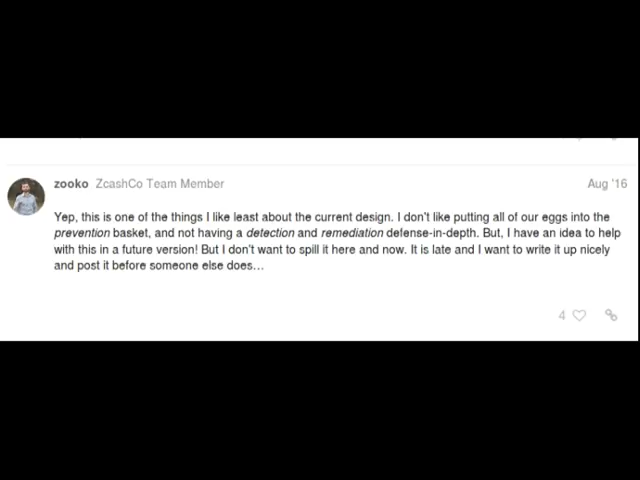 zooko ZcashCo Team Member Aug '16
Yep, this is one of the things I like least about the current design. I don't like putting all of our eggs into the
prevention basket, and not having a detection and remediation defense-in-depth. But, I have an idea to help
with this in a future version! But I don't want to spill it here and now. It is late and I want to write it up nicely
and post it before someone else does…
4